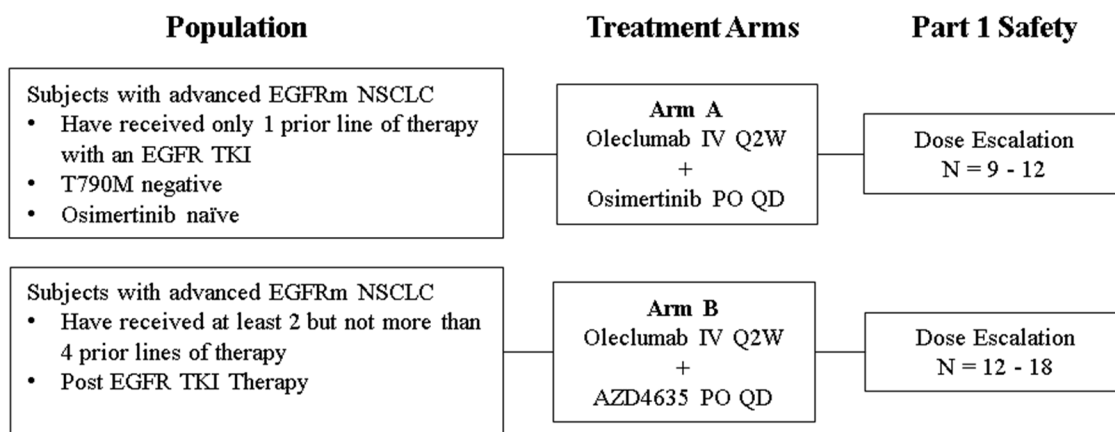 Population
Treatment Arms
Part 1 Safety
Subjects with advanced EGFRm NSCLC
• Have received only 1 prior line of therapy
with an EGFR TKI
• T790M negative
• Osimertinib naïve
Arm A
Oleclumab IV Q2W
+
Osimertinib PO QD
Dose Escalation
N = 9 - 12
Subjects with advanced EGFRm NSCLC
• Have received at least 2 but not more than
4 prior lines of therapy
• Post EGFR TKI Therapy
Arm B
Oleclumab IV Q2W
+
AZD4635 PO QD
Dose Escalation
N = 12 - 18